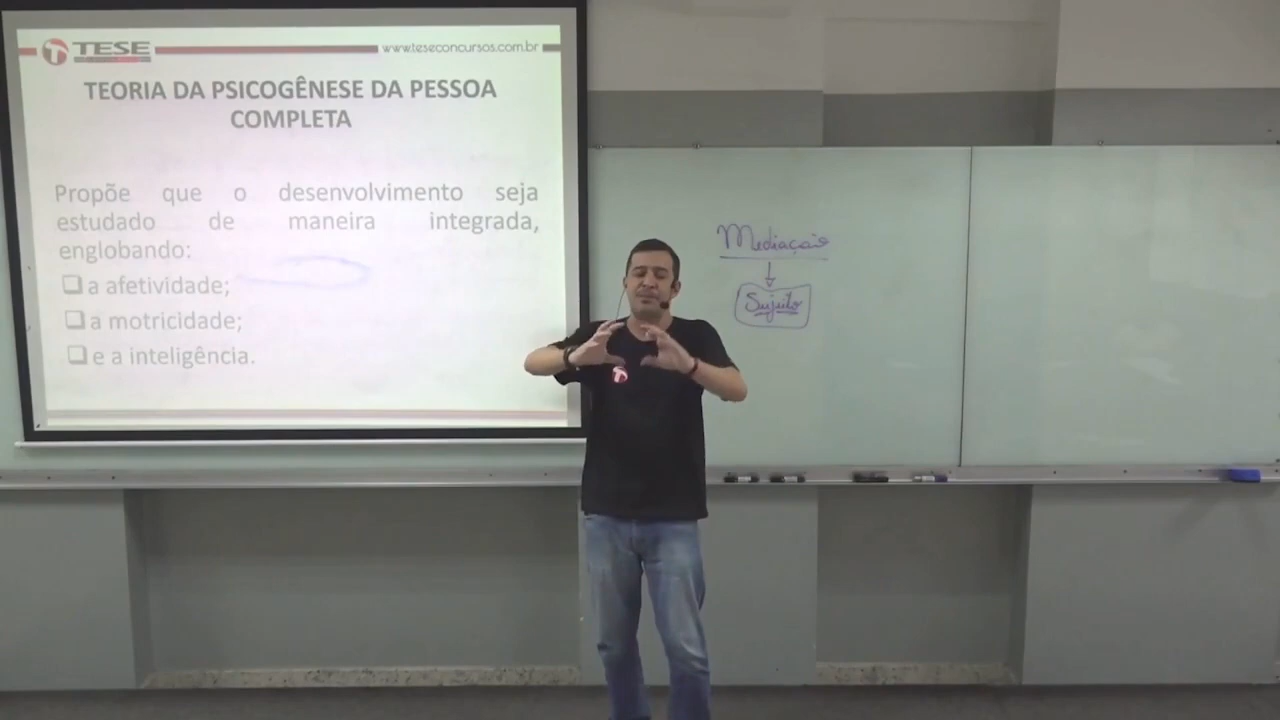 TESE
www.teseconcursos.com.br
TEORIA DA PSICOGÊNESE DA PESSOA
COMPLETA
Propõe que o desenvolvimento seja
estudado de maneira integrada,
englobando:
a afetividade;
a motricidade;
e a inteligência.
Mediação
Sujeito